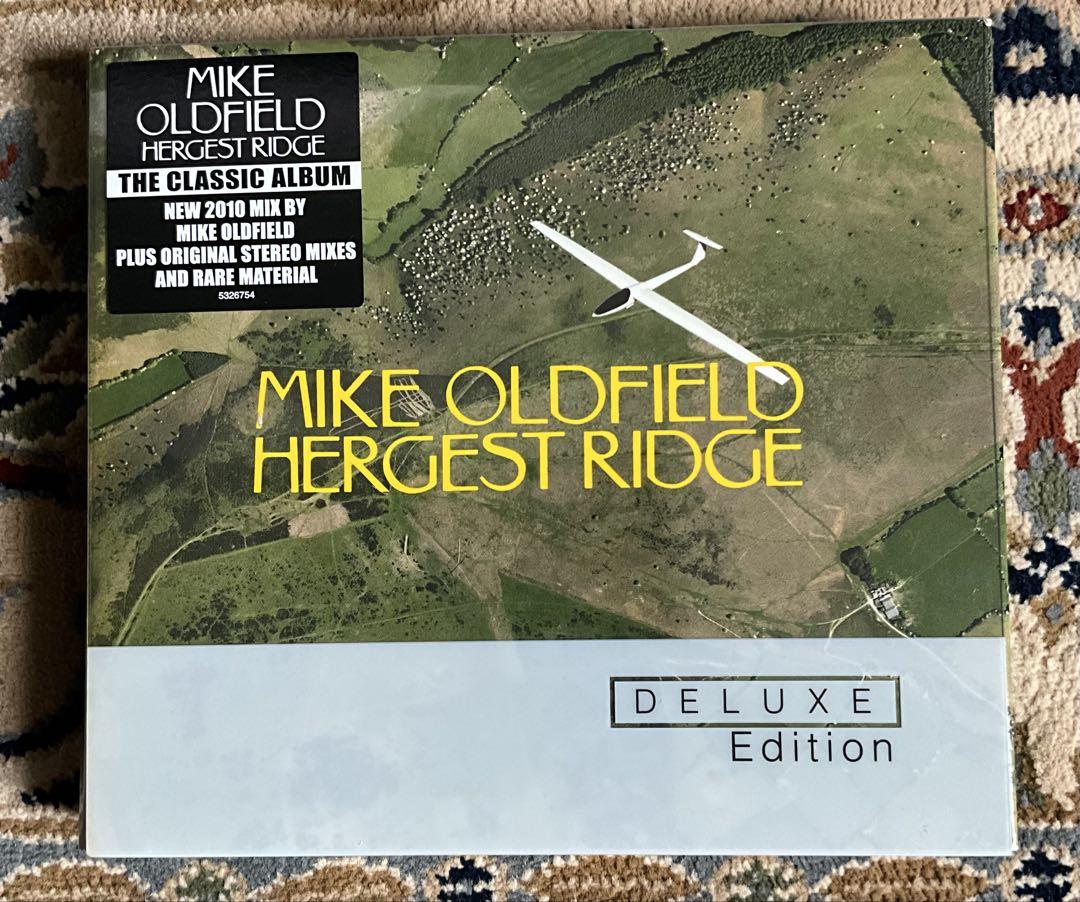 MIKE
OLDFIELD
HERGEST RIDGE
THE CLASSIC ALBUM
NEW 2010 MIX BY
MIKE OLDFIELD
PLUS ORIGINAL STEREO MIXES
AND RARE MATERIAL
5326754
MIKE OLDFIELD
HERGEST RIDGE
DELUXE
Edition